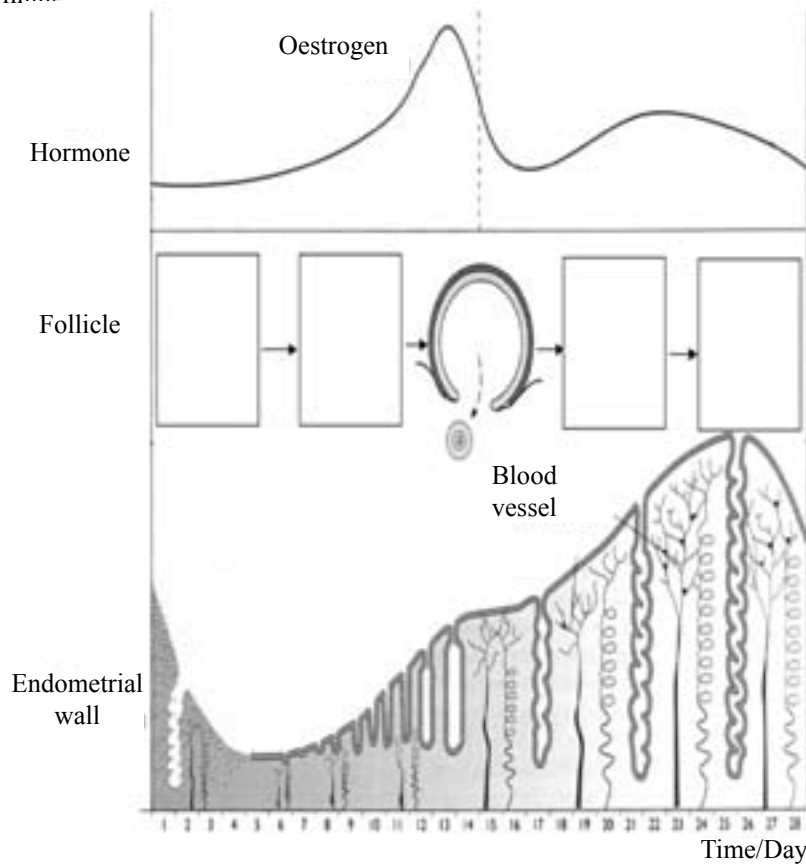 Oestrogen
Hormone
Follicle
Blood
vessel
Endometrial
wall
1 2 3 4 5 6 7 8 9 10 11 12 13 14 15 16 17 18 19 20 21 22 23 24 25 26 27 28
Time/Day